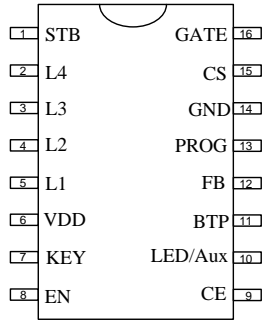 1 STB GATE 16
2 L4 CS 15
3 L3 GND 14
4 L2 PROG 13
5 L1 FB 12
6 VDD BTP 11
7 KEY LED/Aux 10
8 EN CE 9